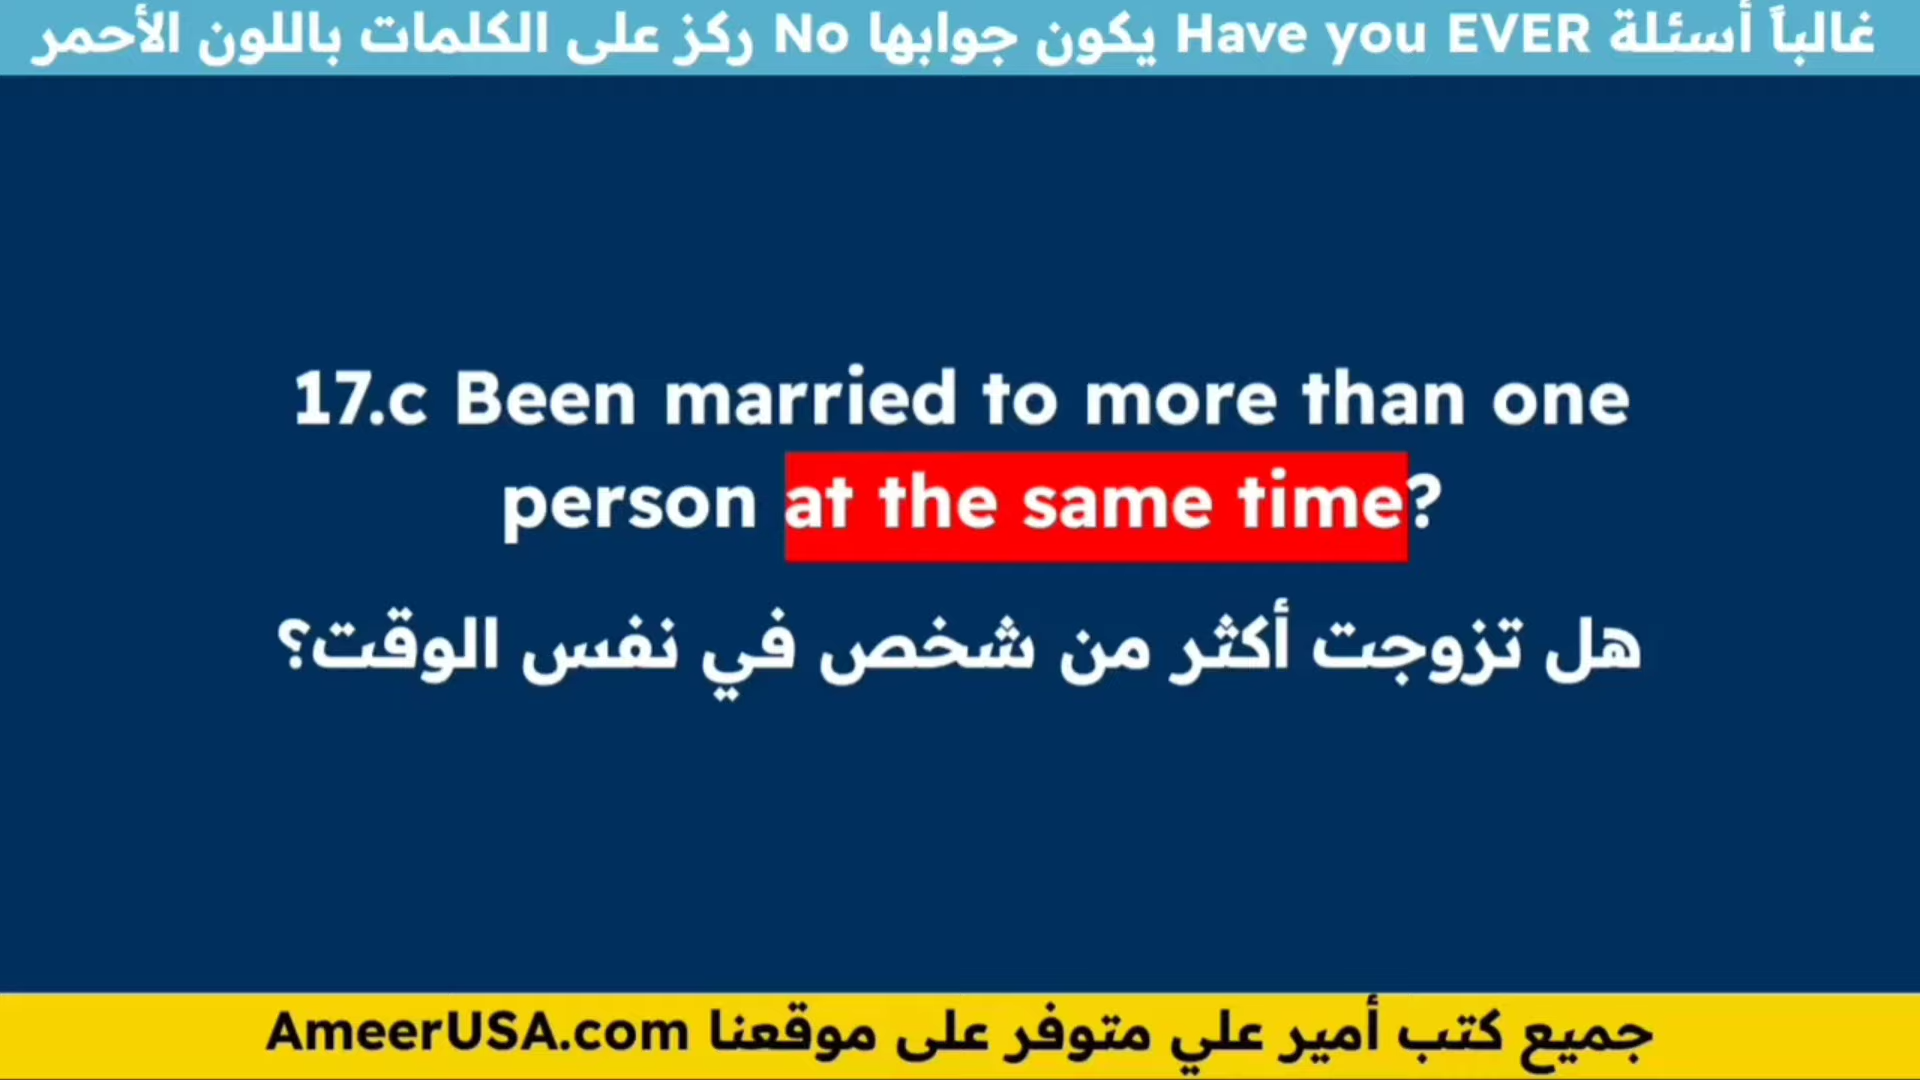 غالباً أسئلة Have you EVER يكون جوابها No ركز على الكلمات باللون الأحمر
17.c Been married to more than one
person at the same time?
هل تزوجت أكثر من شخص في نفس الوقت؟
جميع كتب أمير علي متوفر على موقعنا AmeerUSA.com